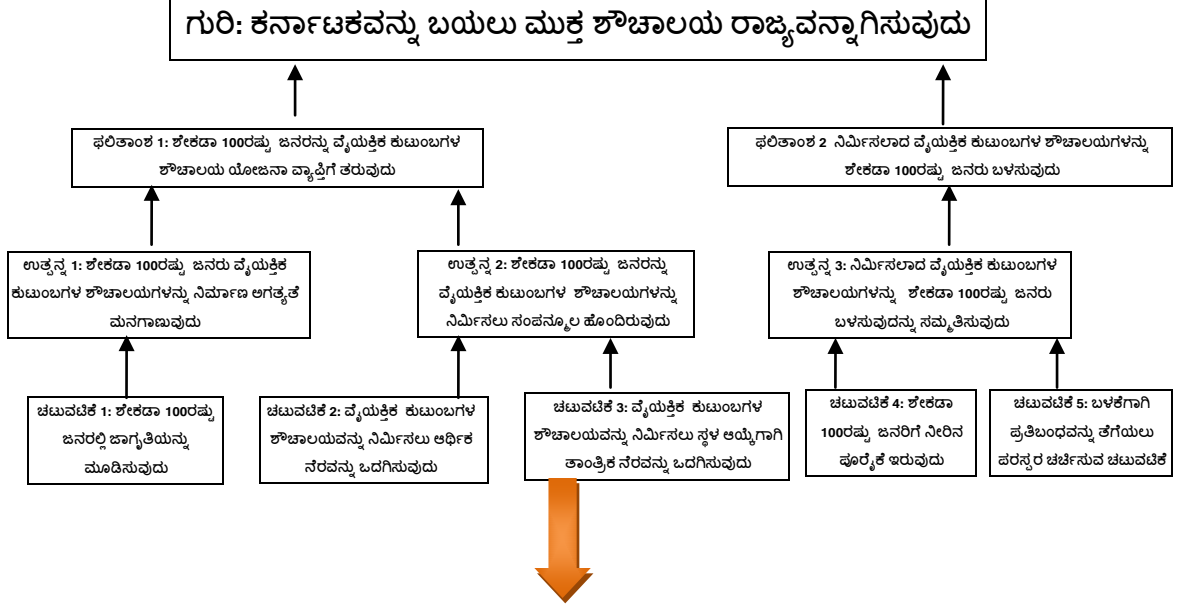 ಗುರಿ: ಕರ್ನಾಟಕವನ್ನು ಬಯಲು ಮುಕ್ತ ಶೌಚಾಲಯ ರಾಜ್ಯವನ್ನಾಗಿಸುವುದು
ಫಲಿತಾಂಶ 1: ಶೇಕಡಾ 100ರಷ್ಟು ಜನರನ್ನು ವೈಯಕ್ತಿಕ ಕುಟುಂಬಗಳ
ಶೌಚಾಲಯ ಯೋಜನಾ ವ್ಯಾಪ್ತಿಗೆ ತರುವುದು
ಫಲಿತಾಂಶ 2 ನಿರ್ಮಿಸಲಾದ ವೈಯಕ್ತಿಕ ಕುಟುಂಬಗಳ ಶೌಚಾಲಯಗಳನ್ನು
ಶೇಕಡಾ 100ರಷ್ಟು ಜನರು ಬಳಸುವುದು
ಉತ್ಪನ್ನ 1: ಶೇಕಡಾ 100ರಷ್ಟು ಜನರು ವೈಯಕ್ತಿಕ
ಕುಟುಂಬಗಳ ಶೌಚಾಲಯಗಳನ್ನು ನಿರ್ಮಾಣ ಅಗತ್ಯತೆ
ಮನಗಾಣುವುದು
ಉತ್ಪನ್ನ 2: ಶೇಕಡಾ 100ರಷ್ಟು ಜನರನ್ನು
ವೈಯಕ್ತಿಕ ಕುಟುಂಬಗಳ ಶೌಚಾಲಯಗಳನ್ನು
ನಿರ್ಮಿಸಲು ಸಂಪನ್ಮೂಲ ಹೊಂದಿರುವುದು
ಉತ್ಪನ್ನ 3: ನಿರ್ಮಿಸಲಾದ ವೈಯಕ್ತಿಕ ಕುಟುಂಬಗಳ
ಶೌಚಾಲಯಗಳನ್ನು ಶೇಕಡಾ 100ರಷ್ಟು ಜನರು
ಬಳಸುವುದನ್ನು ಸಮ್ಮತಿಸುವುದು
ಚಟುವಟಿಕೆ 1: ಶೇಕಡಾ 100ರಷ್ಟು
ಜನರಲ್ಲಿ ಜಾಗೃತಿಯನ್ನು
ಮೂಡಿಸುವುದು
ಚಟುವಟಿಕೆ 2: ವೈಯಕ್ತಿಕ ಕುಟುಂಬಗಳ
ಶೌಚಾಲಯವನ್ನು ನಿರ್ಮಿಸಲು ಆರ್ಥಿಕ
ನೆರವನ್ನು ಒದಗಿಸುವುದು
ಚಟುವಟಿಕೆ 3: ವೈಯಕ್ತಿಕ ಕುಟುಂಬಗಳ
ಶೌಚಾಲಯವನ್ನು ನಿರ್ಮಿಸಲು ಸ್ಥಳ ಆಯ್ಕೆಗಾಗಿ
ತಾಂತ್ರಿಕ ನೆರವನ್ನು ಒದಗಿಸುವುದು
ಚಟುವಟಿಕೆ 4: ಶೇಕಡಾ
100ರಷ್ಟು ಜನರಿಗೆ ನೀರಿನ
ಪೂರೈಕೆ ಇರುವುದು
ಚಟುವಟಿಕೆ 5: ಬಳಕೆಗಾಗಿ
ಪ್ರತಿಬಂಧವನ್ನು ತೆಗೆಯಲು
ಪರಸ್ಪರ ಚರ್ಚಿಸುವ ಚಟುವಟಿಕೆ